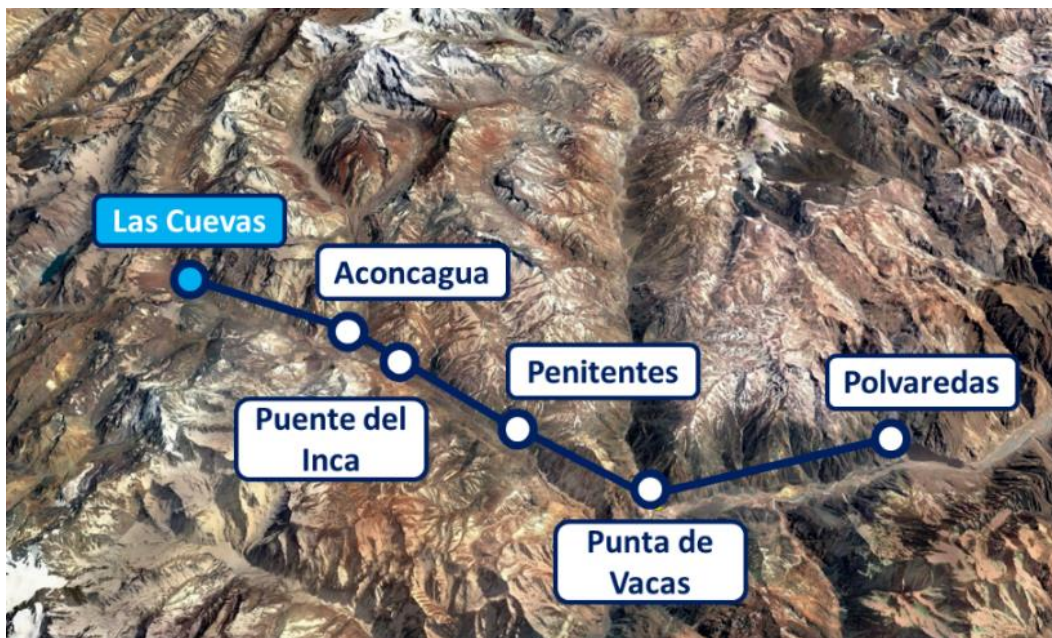 Las Cuevas
Aconcagua
Puente del
Inca
Penitentes
Punta de
Vacas
Polvaredas